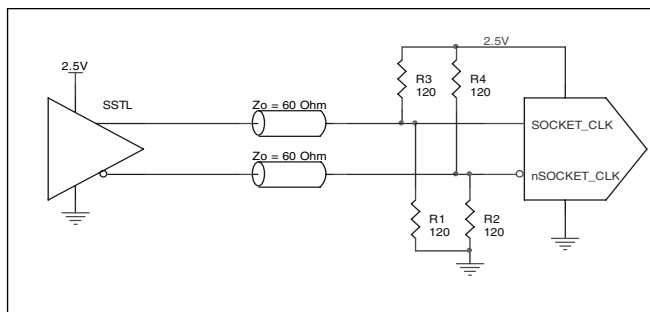 2.5V
2.5V
SSTL
R3
120
R4
120
Zo = 60 Ohm
SOCKET_CLK
Zo = 60 Ohm
nSOCKET_CLK
R1
120
R2
120